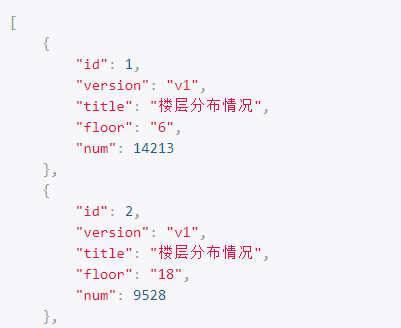 [
{
"id": 1,
"version": "v1",
"title": "楼层分布情况",
"floor": "6",
"num": 14213
},
{
"id": 2,
"version": "v1",
"title": "楼层分布情况",
"floor": "18",
"num": 9528
},